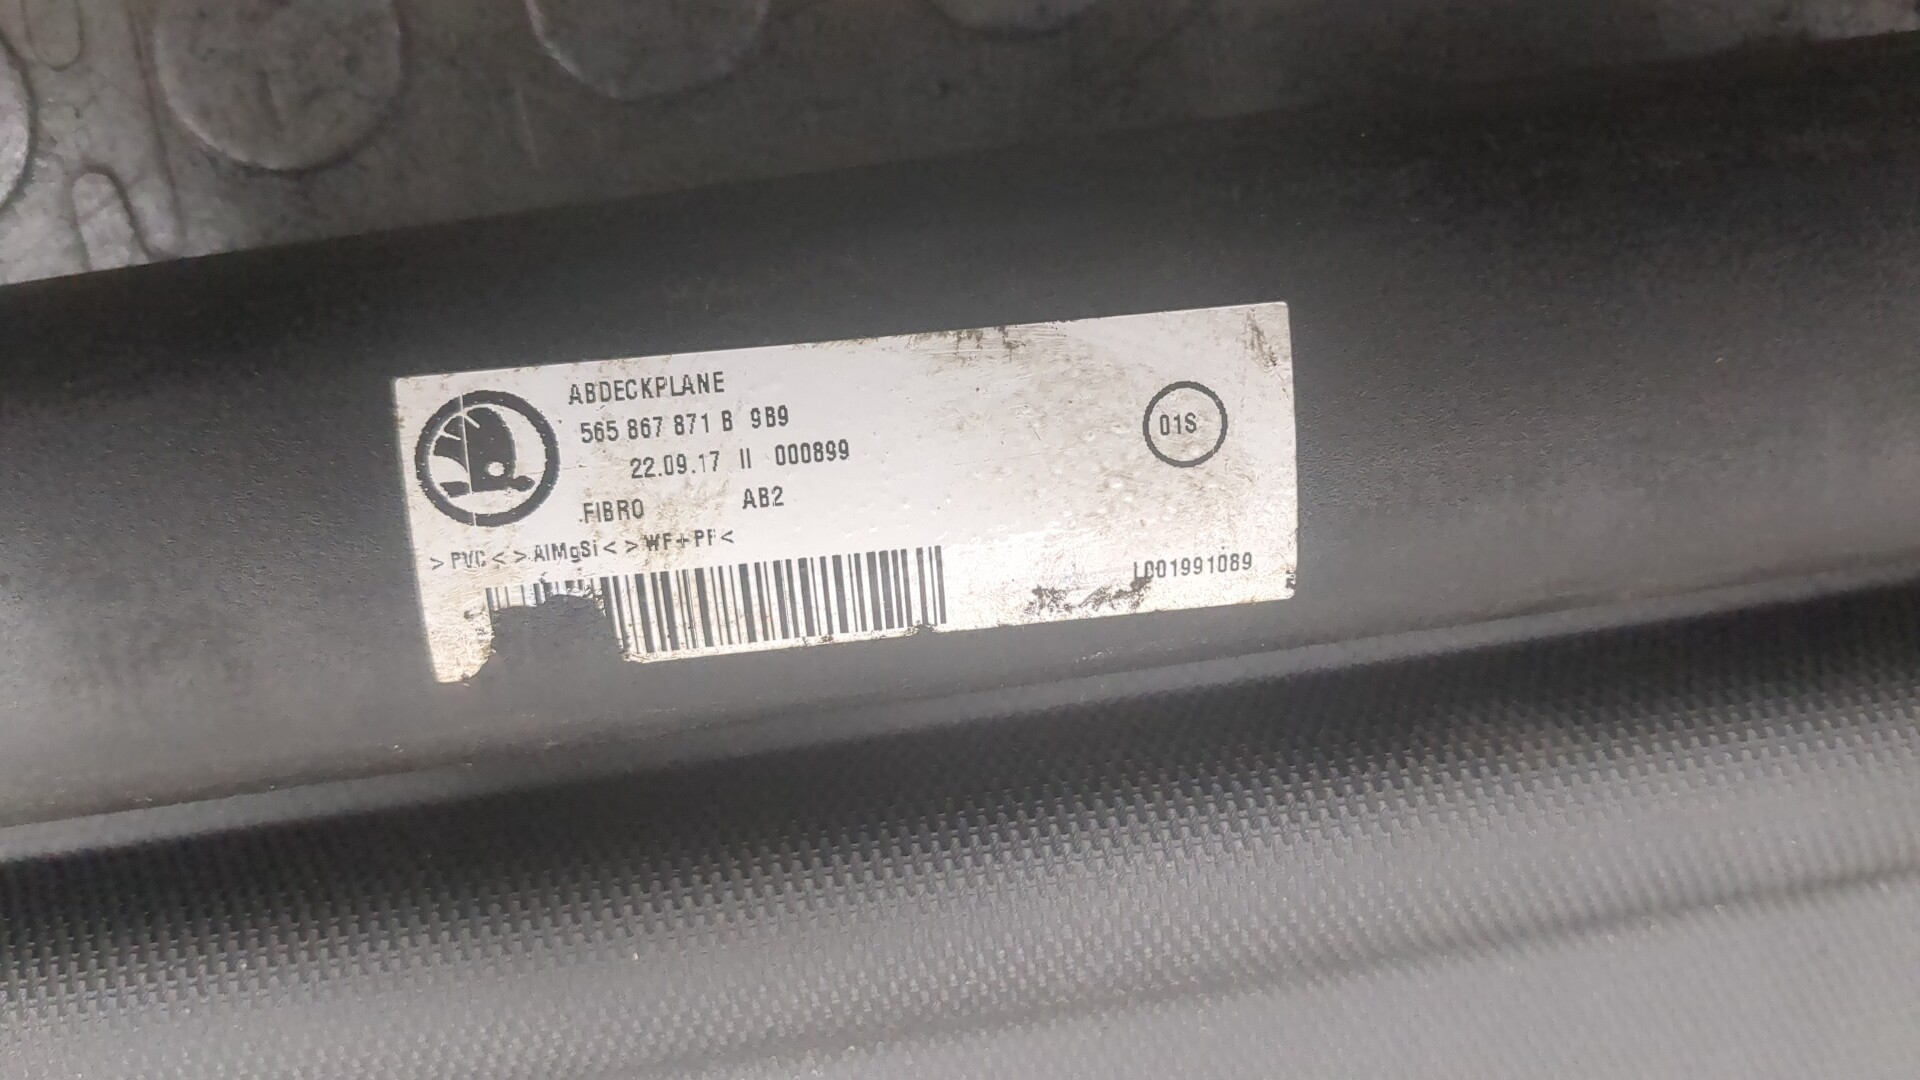 ABDECKPLANE
565 867 871 B 9B9
01S
22.09.17 II 000899
FIBRO AB2
>PVC<>AlMgSi<>WF+PF<
L001991089